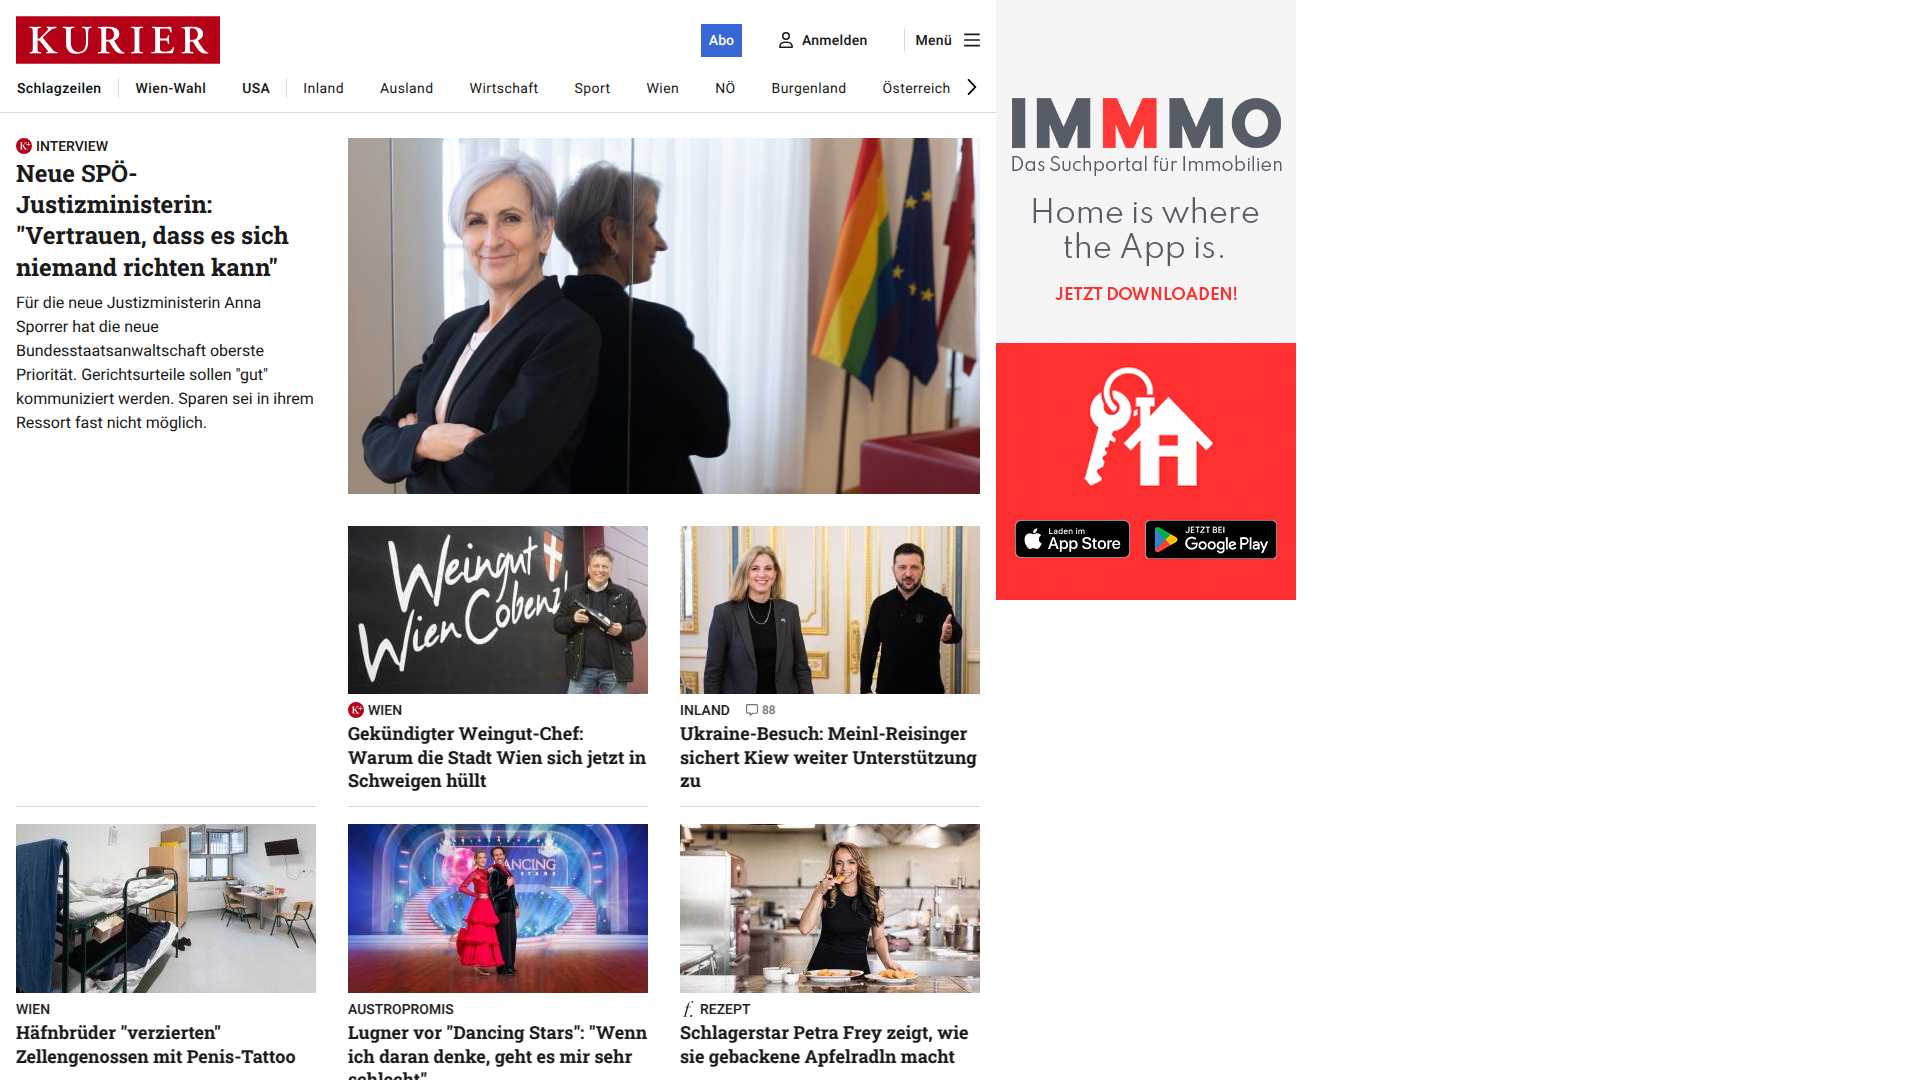 KURIER
Abo
Anmelden
Menü
Schlagzeilen
Wien-Wahl
USA
Inland
Ausland
Wirtschaft
Sport
Wien
NÖ
Burgenland
Österreich
K+ INTERVIEW
Neue SPÖ-
Justizministerin:
"Vertrauen, dass es sich
niemand richten kann"
Für die neue Justizministerin Anna
Sporrer hat die neue
Bundesstaatsanwaltschaft oberste
Priorität. Gerichtsurteile sollen "gut"
kommuniziert werden. Sparen sei in ihrem
Ressort fast nicht möglich.
Weingut
Wien Cobenzl
K+ WIEN
Gekündigter Weingut-Chef:
Warum die Stadt Wien sich jetzt in
Schweigen hüllt
INLAND 88
Ukraine-Besuch: Meinl-Reisinger
sichert Kiew weiter Unterstützung
zu
WIEN
Häfnbrüder "verzierten"
Zellengenossen mit Penis-Tattoo
DANCING
STARS
AUSTROPROMIS
Lugner vor "Dancing Stars": "Wenn
ich daran denke, geht es mir sehr
schlecht"
f. REZEPT
Schlagerstar Petra Frey zeigt, wie
sie gebackene Apfelradln macht
IMMMO
Das Suchportal für Immobilien
Home is where
the App is.
JETZT DOWNLOADEN!
Laden im
App Store
JETZT BEI
Google Play